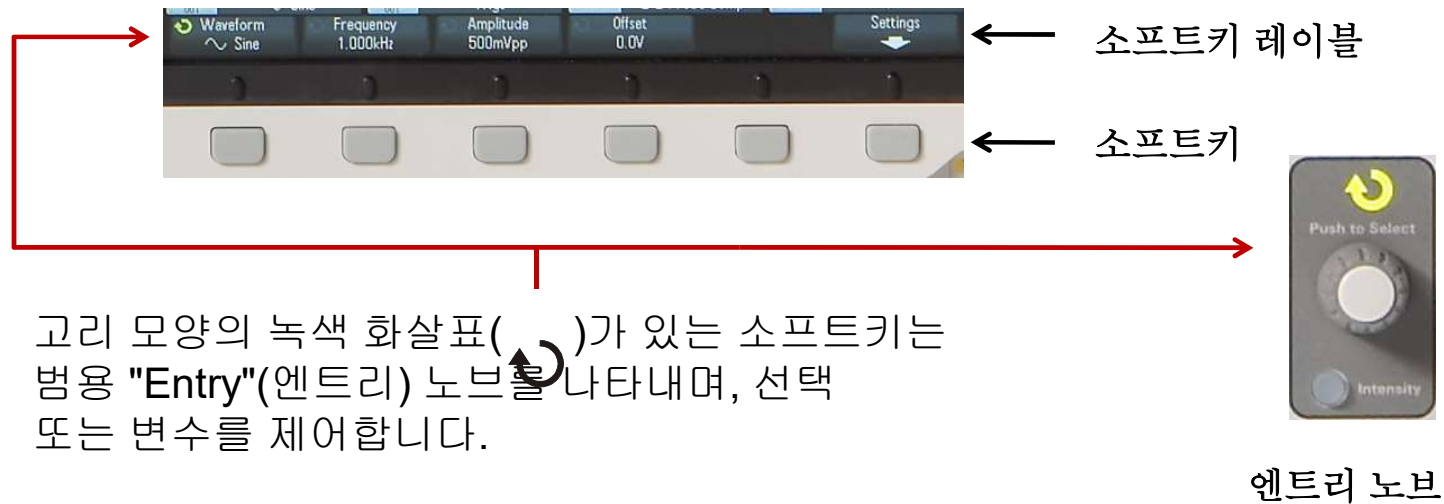 Waveform Frequency Amplitude Offset Settings
Sine 1.000kHz 500mVpp 0.0V
소프트키 레이블
소프트키
Push to Select
Intensity
고리 모양의 녹색 화살표( )가 있는 소프트키는
범용 "Entry"(엔트리) 노브를 나타내며, 선택
또는 변수를 제어합니다.
엔트리 노브